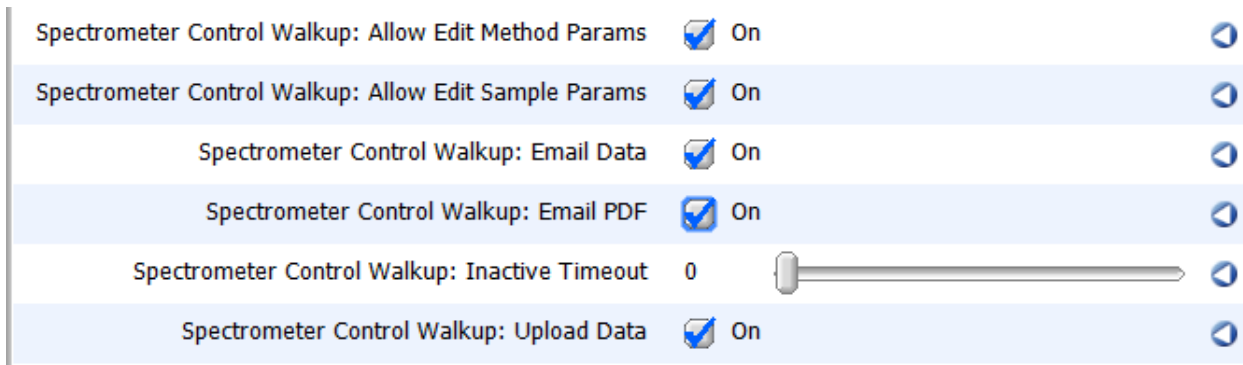 Spectrometer Control Walkup: Allow Edit Method Params On
Spectrometer Control Walkup: Allow Edit Sample Params On
Spectrometer Control Walkup: Email Data On
Spectrometer Control Walkup: Email PDF On
Spectrometer Control Walkup: Inactive Timeout 0
Spectrometer Control Walkup: Upload Data On